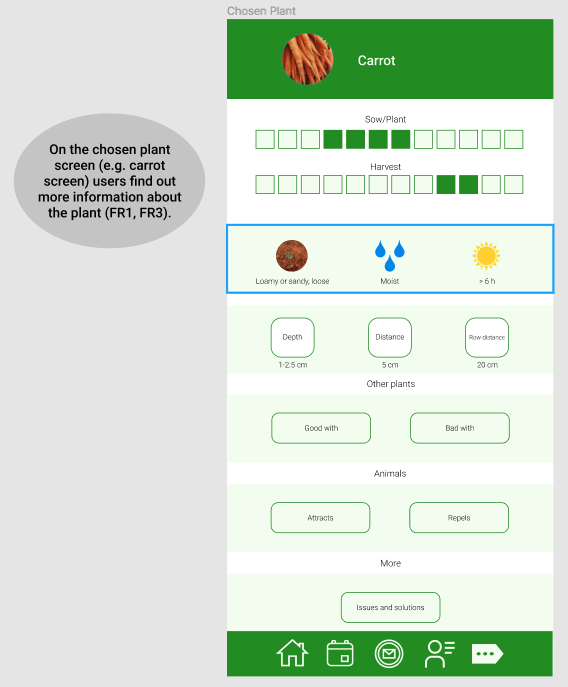 Chosen Plant
Carrot
On the chosen plant
screen (e.g. carrot
screen) users find out
more information about
the plant (FR1, FR3).
Sow/Plant
Harvest
Loamy or sandy, loose
Moist
> 6 h
Depth
Distance
Row distance
1-2.5 cm
5 cm
20 cm
Other plants
Good with
Bad with
Animals
Attracts
Repels
More
Issues and solutions